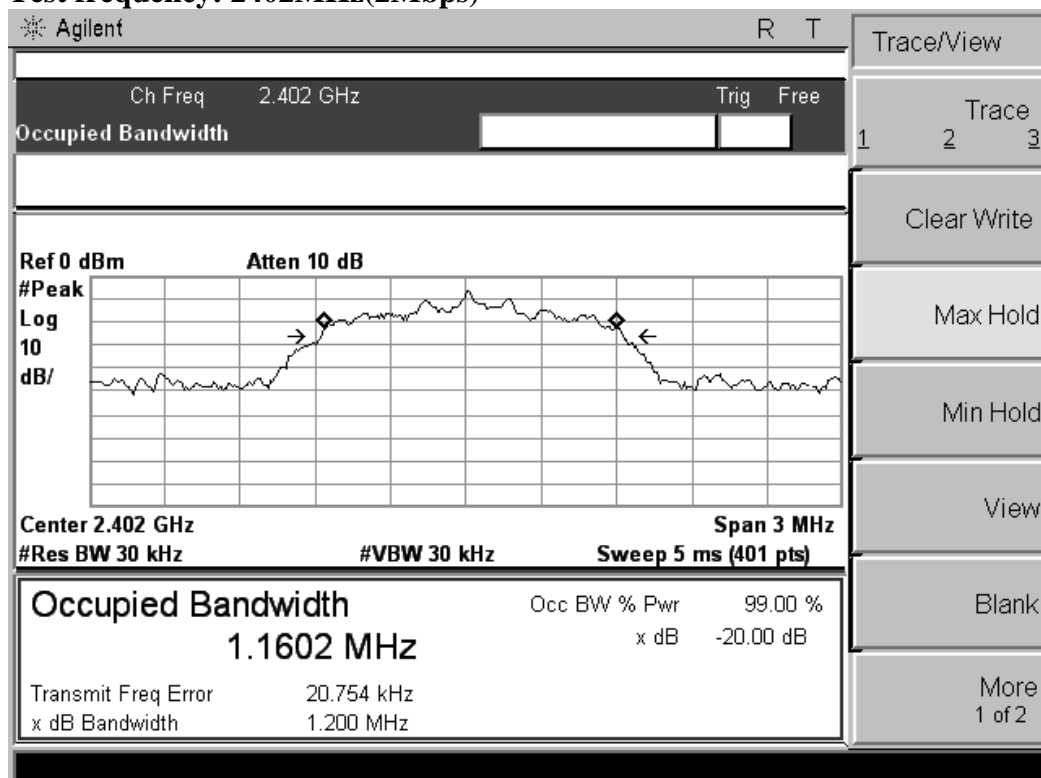 Test frequency: 2402MHz(2Mbps)
Agilent R T
Trace/View
Ch Freq 2.402 GHz Trig Free
Occupied Bandwidth
Trace
1 2 3
Clear Write
Ref 0 dBm Atten 10 dB
#Peak
Log
10
dB/
Max Hold
Min Hold
View
Center 2.402 GHz Span 3 MHz
#Res BW 30 kHz #VBW 30 kHz Sweep 5 ms (401 pts)
Occupied Bandwidth
1.1602 MHz
Occ BW % Pwr 99.00 %
x dB -20.00 dB
Transmit Freq Error 20.754 kHz
x dB Bandwidth 1.200 MHz
Blank
More
1 of 2